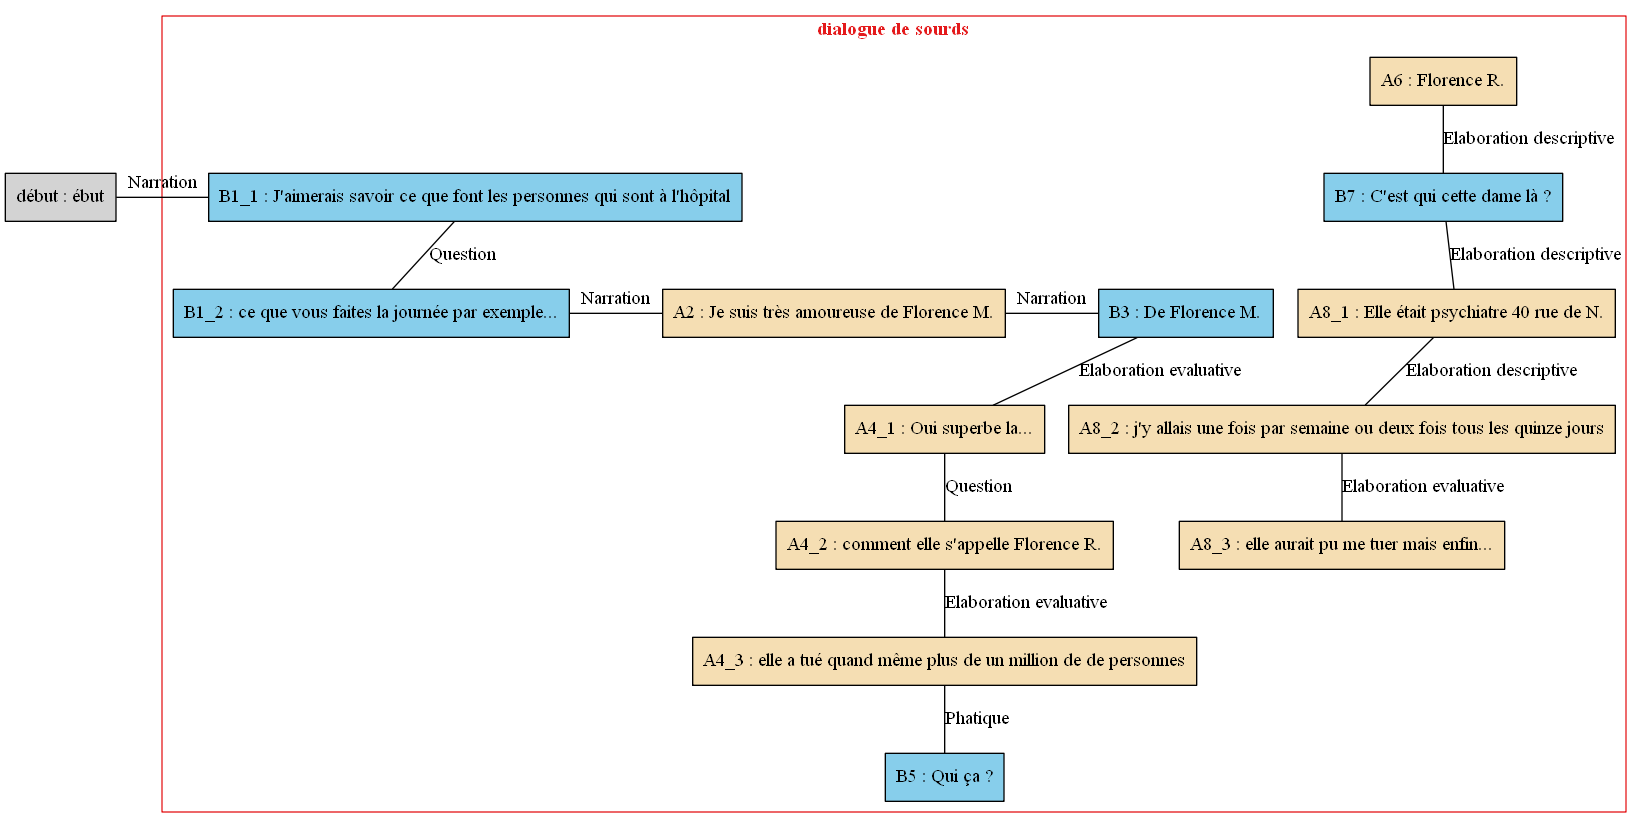 dialogue de sourds
A6 : Florence R.
Elaboration descriptive
début : ébut
Narration
B1_1 : J'aimerais savoir ce que font les personnes qui sont à l'hôpital
B7 : C'est qui cette dame là ?
Question
Elaboration descriptive
B1_2 : ce que vous faites la journée par exemple...
Narration
A2 : Je suis très amoureuse de Florence M.
Narration
B3 : De Florence M.
A8_1 : Elle était psychiatre 40 rue de N.
Elaboration evaluative
Elaboration descriptive
A4_1 : Oui superbe la...
A8_2 : j'y allais une fois par semaine ou deux fois tous les quinze jours
Question
Elaboration evaluative
A4_2 : comment elle s'appelle Florence R.
A8_3 : elle aurait pu me tuer mais enfin...
Elaboration evaluative
A4_3 : elle a tué quand même plus de un million de de personnes
Phatique
B5 : Qui ça ?